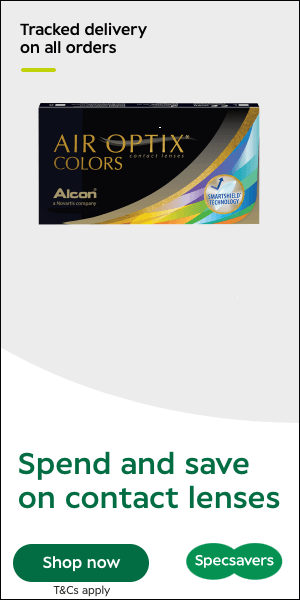 Tracked delivery
on all orders
AIR OPTIX
COLORS
contact lenses
Alcon
a Novartis company
SMARTSHIELD
TECHNOLOGY
Spend and save
on contact lenses
Shop now
Specsavers
T&Cs apply